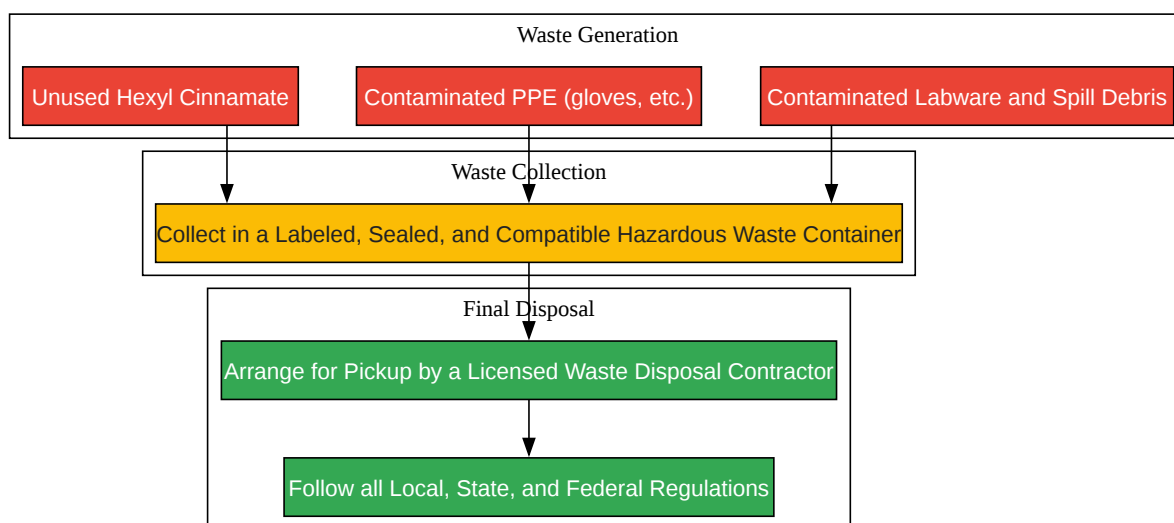 Waste Generation
Unused Hexyl Cinnamate
Contaminated PPE (gloves, etc.)
Contaminated Labware and Spill Debris
Waste Collection
Collect in a Labeled, Sealed, and Compatible Hazardous Waste Container
Final Disposal
Arrange for Pickup by a Licensed Waste Disposal Contractor
Follow all Local, State, and Federal Regulations